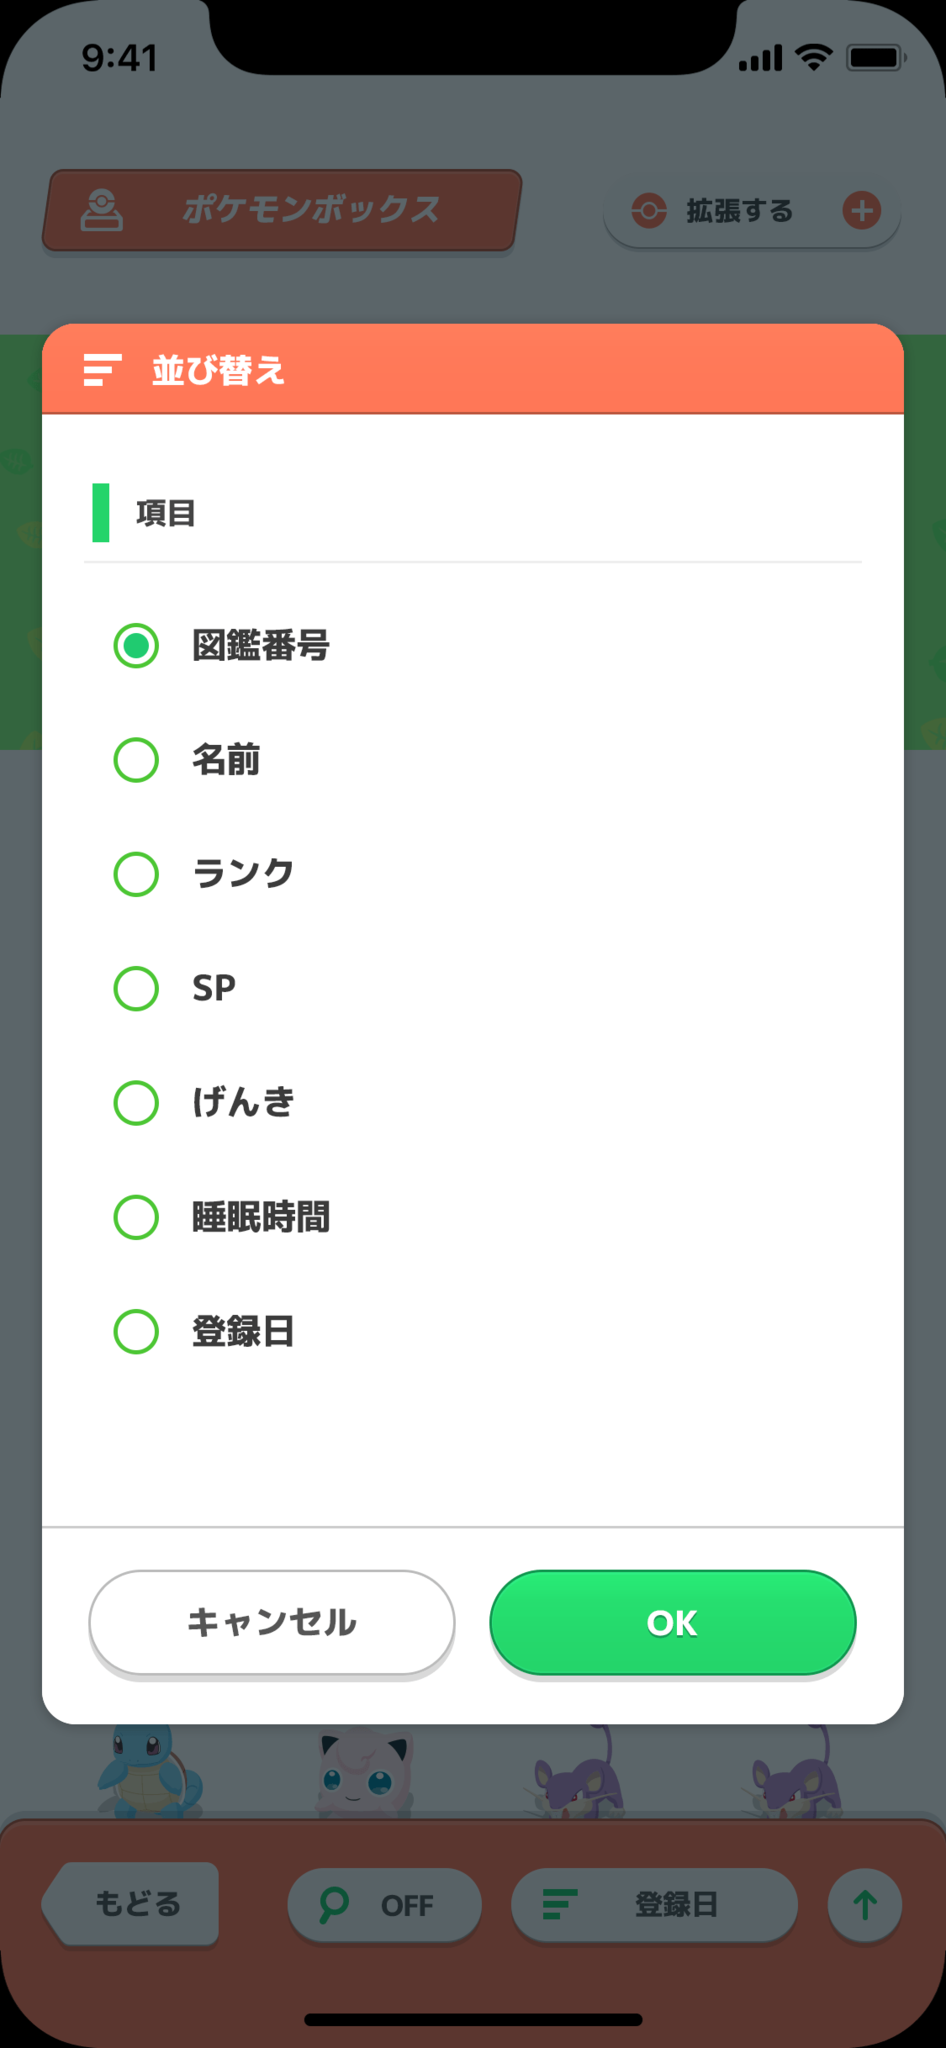 9:41
ポケモンボックス
拡張する
並び替え
項目
図鑑番号
名前
ランク
SP
げんき
睡眠時間
登録日
キャンセル
OK
もどる
OFF
登録日